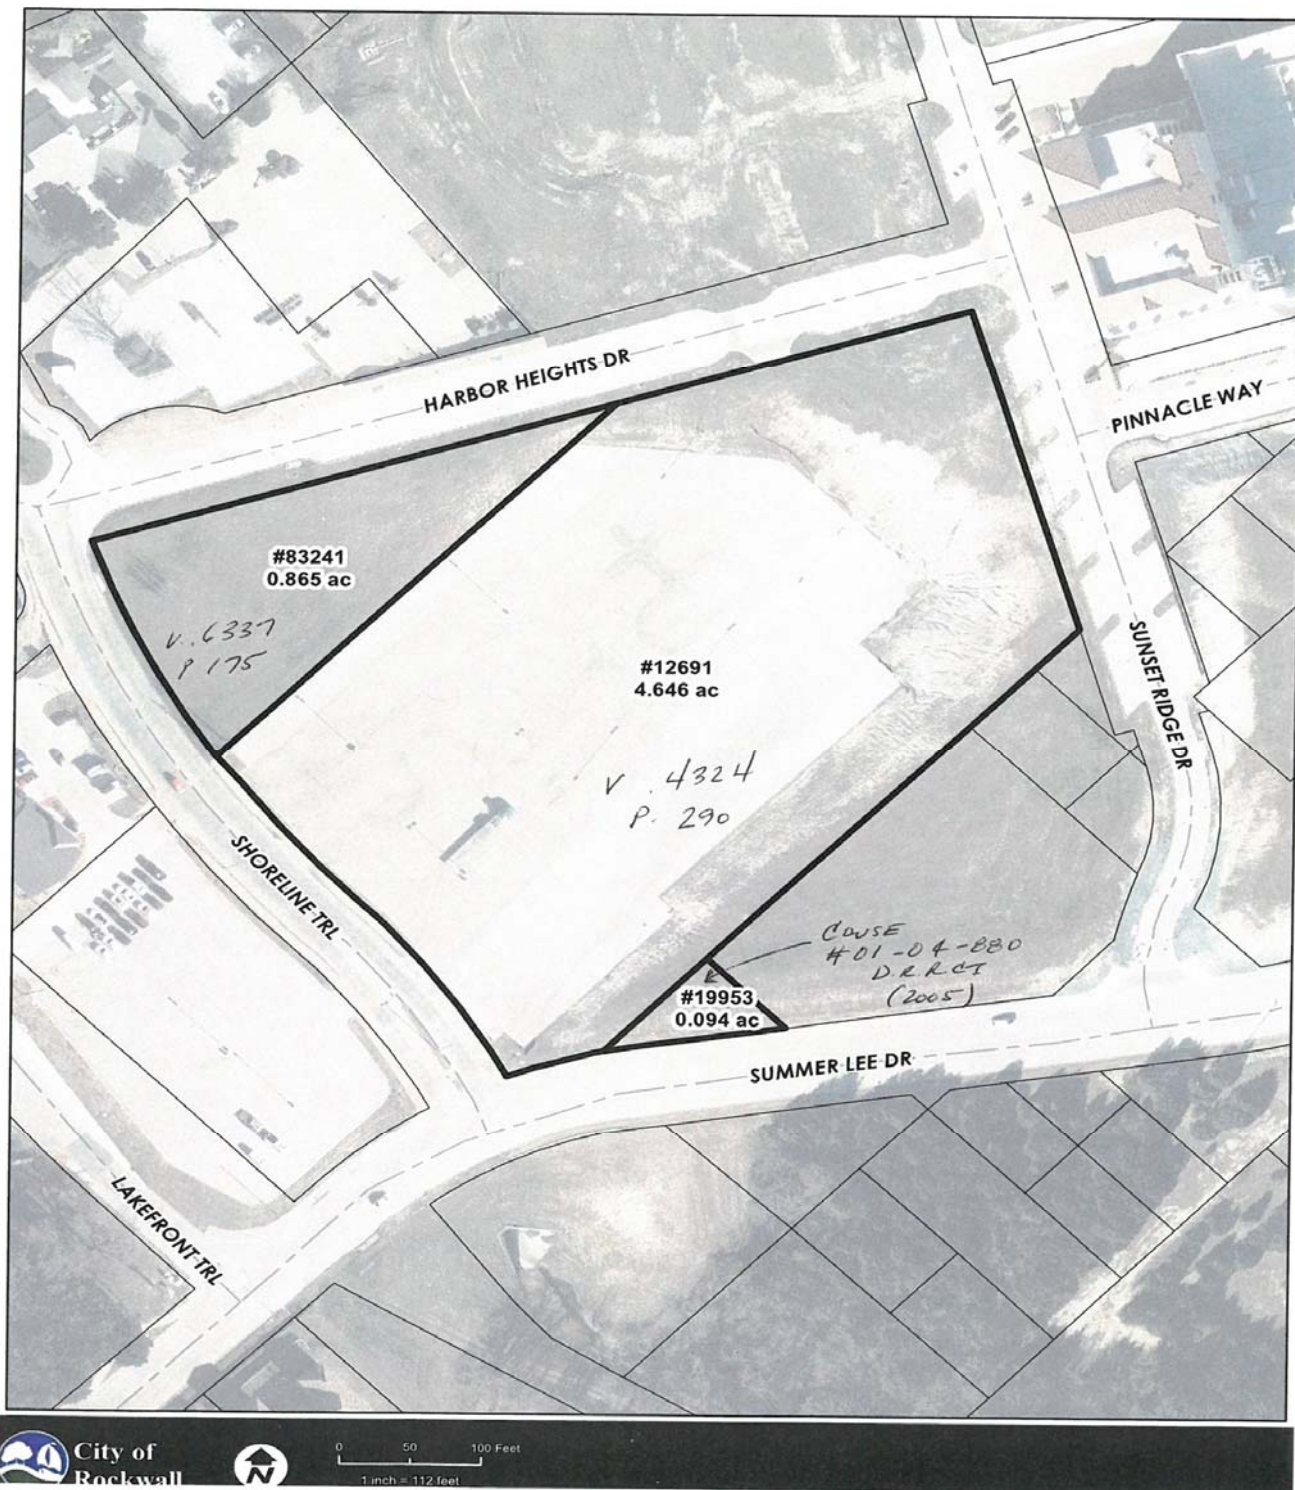 HARBOR HEIGHTS DR
PINNACLE WAY
#83241
0.865 ac
V. 6337
P 175
#12691
4.646 ac
SUNSET RIDGE DR
V. 4324
P. 290
SHORELINE TRL
CAUSE
#01-04-880
D.R.R.CT
(2005)
#19953
0.094 ac
SUMMER LEE DR
LAKEFRONT TRL
City of
Rockwall
N
0 50 100 Feet
1 inch = 112 feet